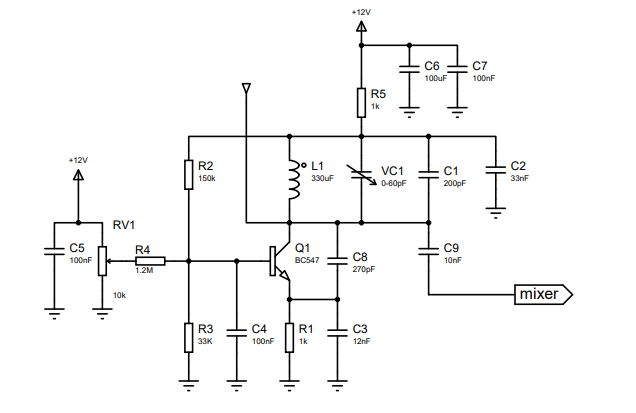 +12V
C6
100uF
C7
100nF
R5
1k
R2
150k
L1
330uF
VC1
0-60pF
C1
200pF
C2
33nF
+12V
RV1
C5
100nF
10k
R4
1.2M
Q1
BC547
C8
270pF
C9
10nF
mixer
R3
33K
C4
100nF
R1
1k
C3
12nF